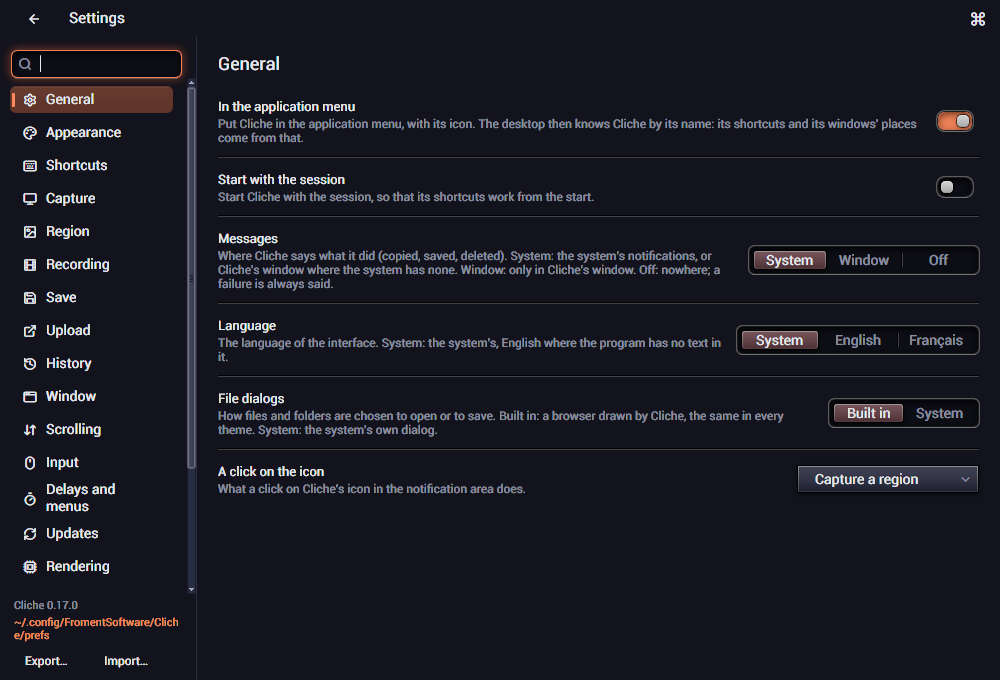 Settings
General
Appearance
Shortcuts
Capture
Region
Recording
Save
Upload
History
Window
Scrolling
Input
Delays and
menus
Updates
Rendering
Cliche 0.17.0
~/.config/FromentSoftware/Clich
e/prefs
Export...
Import...
General
In the application menu
Put Cliche in the application menu, with its icon. The desktop then knows Cliche by its name: its shortcuts and its windows' places
come from that.
Start with the session
Start Cliche with the session, so that its shortcuts work from the start.
Messages
Where Cliche says what it did (copied, saved, deleted). System: the system's notifications, or
Cliche's window where the system has none. Window: only in Cliche's window. Off: nowhere; a
failure is always said.
System Window Off
Language
The language of the interface. System: the system's, English where the program has no text in
it.
System English Français
File dialogs
How files and folders are chosen to open or to save. Built in: a browser drawn by Cliche, the same in every
theme. System: the system's own dialog.
Built in System
A click on the icon
What a click on Cliche's icon in the notification area does.
Capture a region